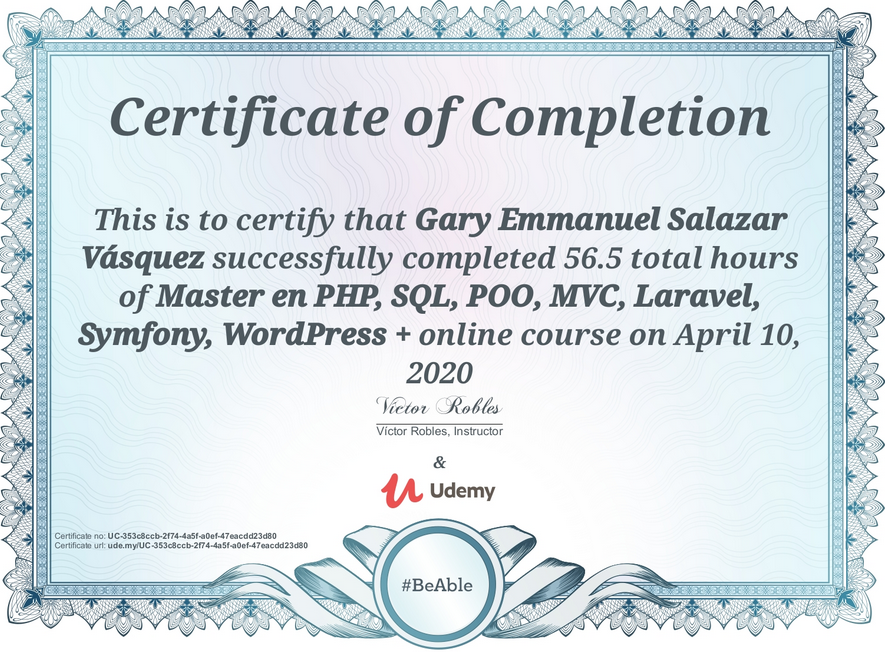 Certificate of Completion
This is to certify that Gary Emmanuel Salazar
Vásquez successfully completed 56.5 total hours
of Master en PHP, SQL, POO, MVC, Laravel,
Symfony, WordPress + online course on April 10,
2020
Víctor Robles
Víctor Robles, Instructor
&
Udemy
Certificate no: UC-353c8ccb-2f74-4a5f-a0ef-47eacdd23d80
Certificate url: ude.my/UC-353c8ccb-2f74-4a5f-a0ef-47eacdd23d80
#BeAble